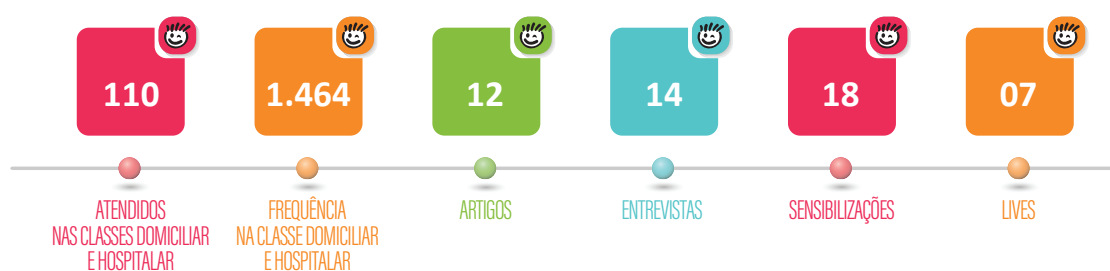 110
1.464
12
14
18
07
ATENDIDOS
NAS CLASSES DOMICILIAR
E HOSPITALAR
FREQUÊNCIA
NA CLASSE DOMICILIAR
E HOSPITALAR
ARTIGOS
ENTREVISTAS
SENSIBILIZAÇÕES
LIVES